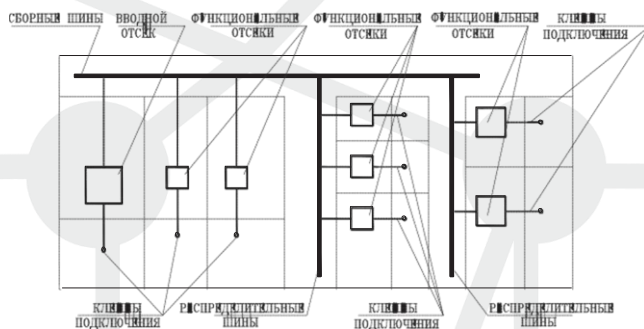 СБОРНЫЕ ШИНЫ
ВВОДНОЙ
ОТСЕК
ФУНКЦИОНАЛЬНЫЕ
ОТСЕКИ
ФУНКЦИОНАЛЬНЫЕ
ОТСЕКИ
ФУНКЦИОНАЛЬНЫЕ
ОТСЕКИ
КЛЕММЫ
ПОДКЛЮЧЕНИЯ
КЛЕММЫ
ПОДКЛЮЧЕНИЯ
РАСПРЕДЕЛИТЕЛЬНЫЕ
ШИНЫ
КЛЕММЫ
ПОДКЛЮЧЕНИЯ
РАСПРЕДЕЛИТЕЛЬНЫЕ
ШИНЫ